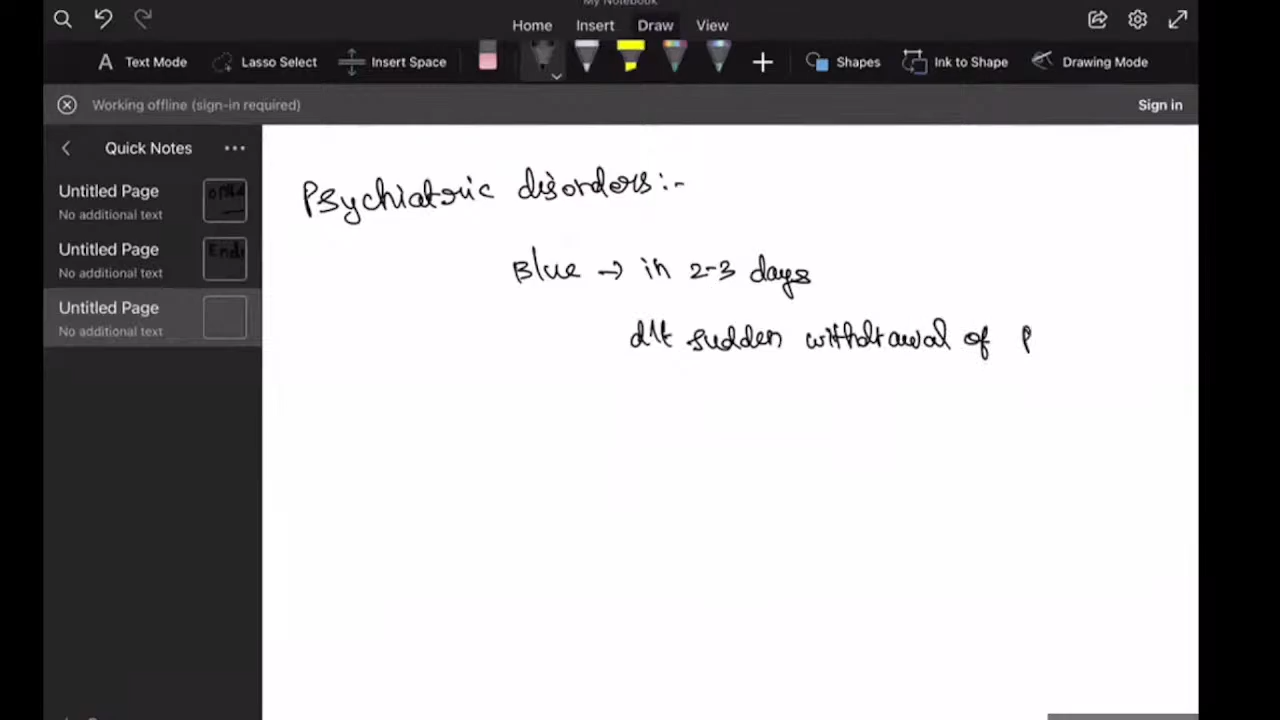 My Notebook
Home Insert Draw View
Text Mode Lasso Select Insert Space Shapes Ink to Shape Drawing Mode
Working offline (sign-in required) Sign in
Quick Notes
Untitled Page
No additional text
Untitled Page
No additional text
Untitled Page
No additional text
Psychiatric disorders:-
Blue → in 2-3 days
d/t sudden withdrawal of P